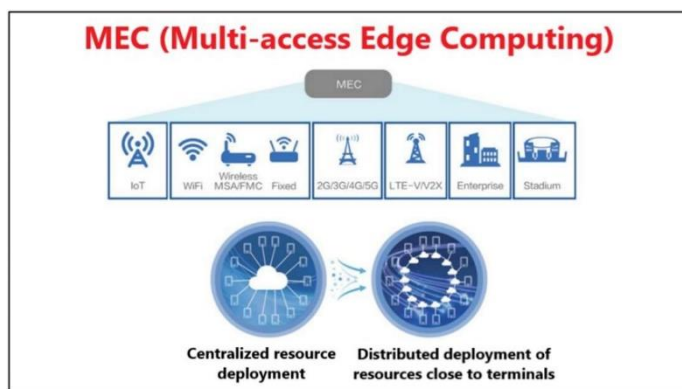 MEC (Multi-access Edge Computing)
MEC
IoT
WiFi
Wireless
MSA/FMC
Fixed
2G/3G/4G/5G
LTE-V/V2X
Enterprise
Stadium
Centralized resource
deployment
Distributed deployment of
resources close to terminals